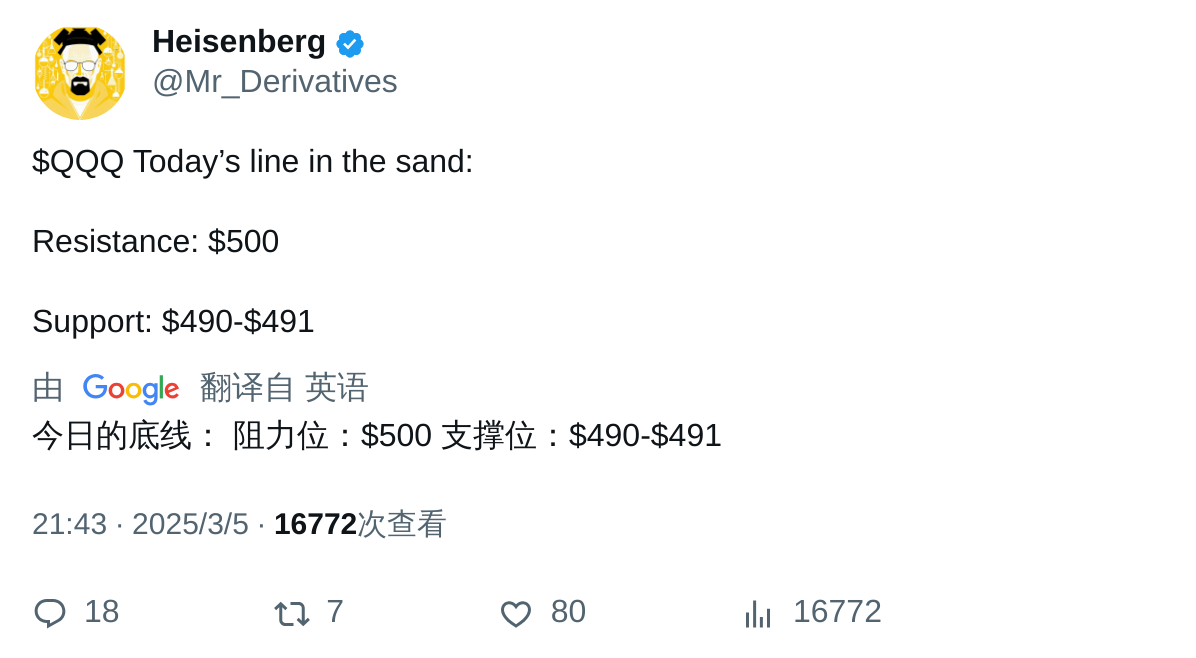 Heisenberg
@Mr_Derivatives
$QQQ Today’s line in the sand:
Resistance: $500
Support: $490-$491
由 Google 翻译自 英语
今日的底线： 阻力位：$500 支撑位：$490-$491
21:43 · 2025/3/5 · 16772次查看
18 7 80 16772